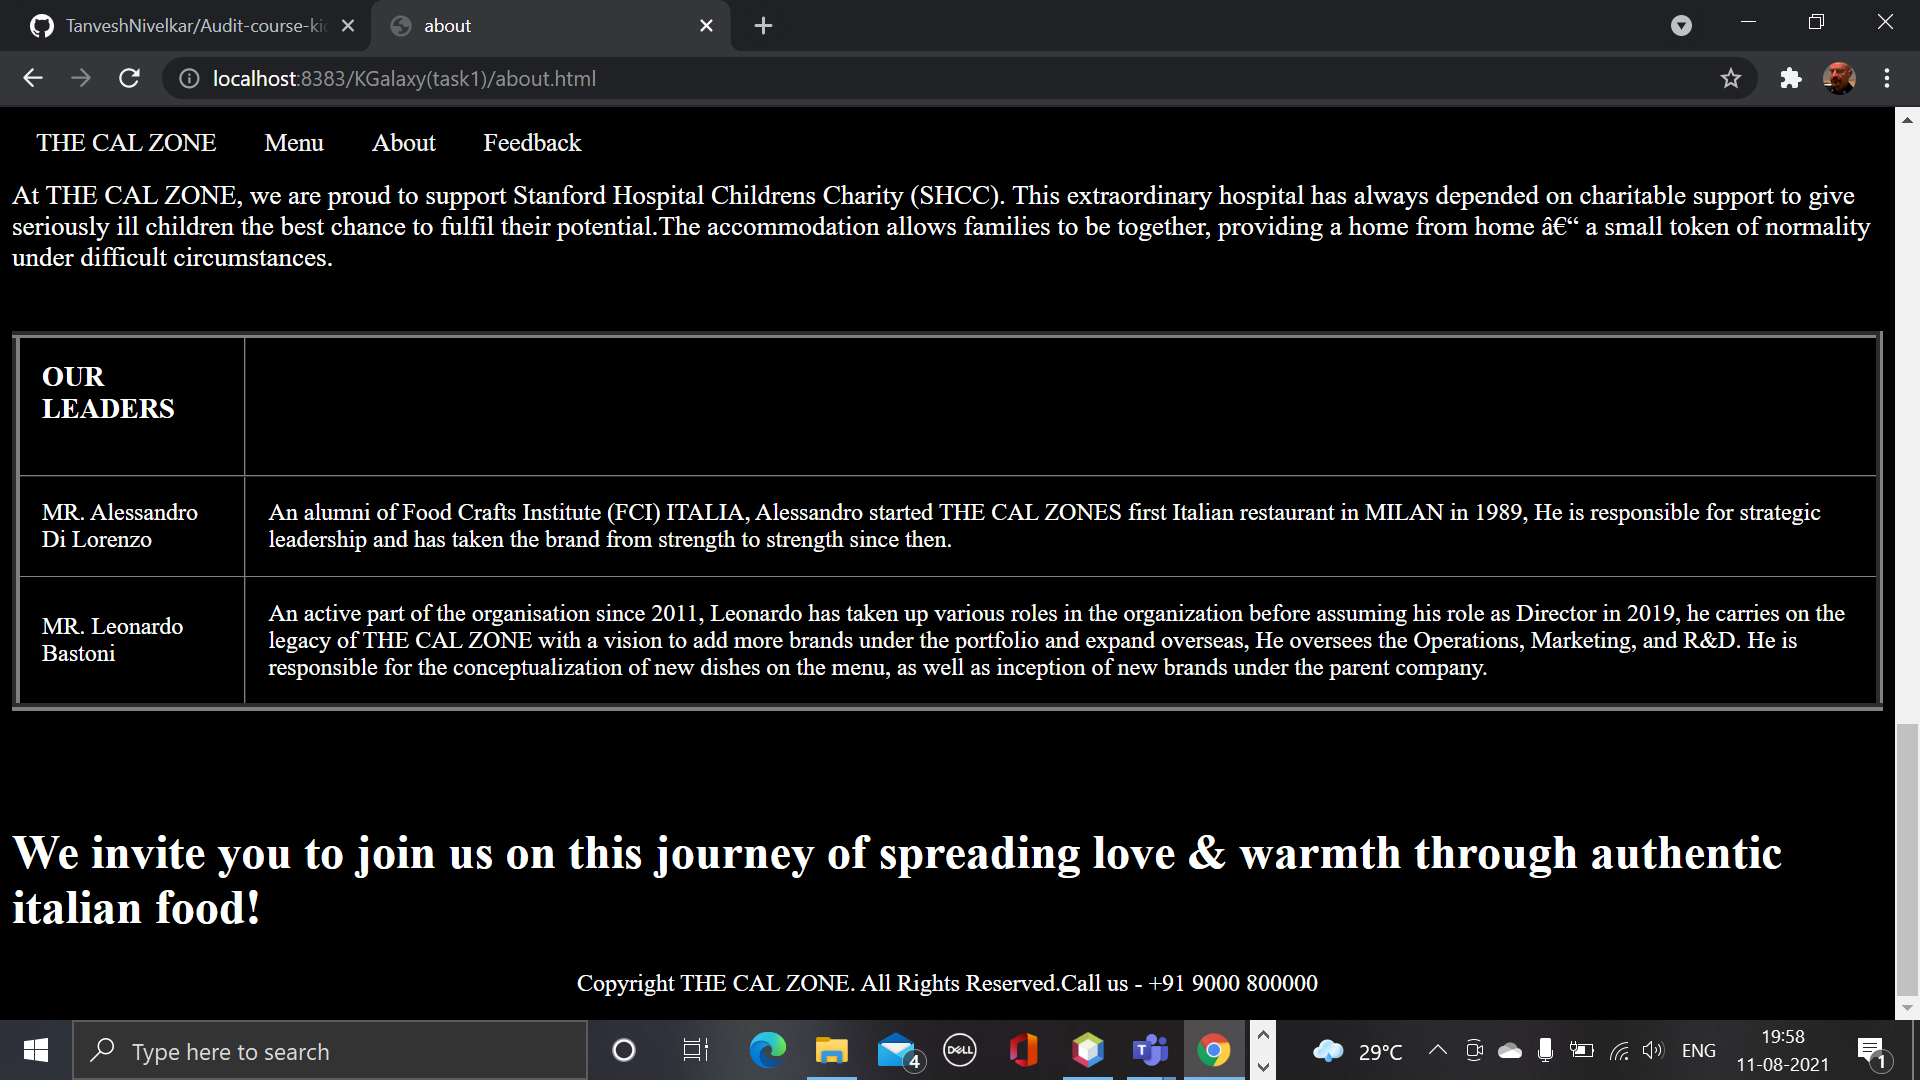 TanveshNivelkar/Audit-course-ki
about
localhost:8383/KGalaxy(task1)/about.html
THE CAL ZONE Menu About Feedback
At THE CAL ZONE, we are proud to support Stanford Hospital Childrens Charity (SHCC). This extraordinary hospital has always depended on charitable support to give
seriously ill children the best chance to fulfil their potential.The accommodation allows families to be together, providing a home from home â€“ a small token of normality
under difficult circumstances.
OUR
LEADERS
MR. Alessandro
Di Lorenzo
An alumni of Food Crafts Institute (FCI) ITALIA, Alessandro started THE CAL ZONES first Italian restaurant in MILAN in 1989, He is responsible for strategic
leadership and has taken the brand from strength to strength since then.
MR. Leonardo
Bastoni
An active part of the organisation since 2011, Leonardo has taken up various roles in the organization before assuming his role as Director in 2019, he carries on the
legacy of THE CAL ZONE with a vision to add more brands under the portfolio and expand overseas, He oversees the Operations, Marketing, and R&D. He is
responsible for the conceptualization of new dishes on the menu, as well as inception of new brands under the parent company.
We invite you to join us on this journey of spreading love & warmth through authentic
italian food!
Copyright THE CAL ZONE. All Rights Reserved.Call us - +91 9000 800000
Type here to search
4
DELL
29°C
ENG
19:58
11-08-2021
1